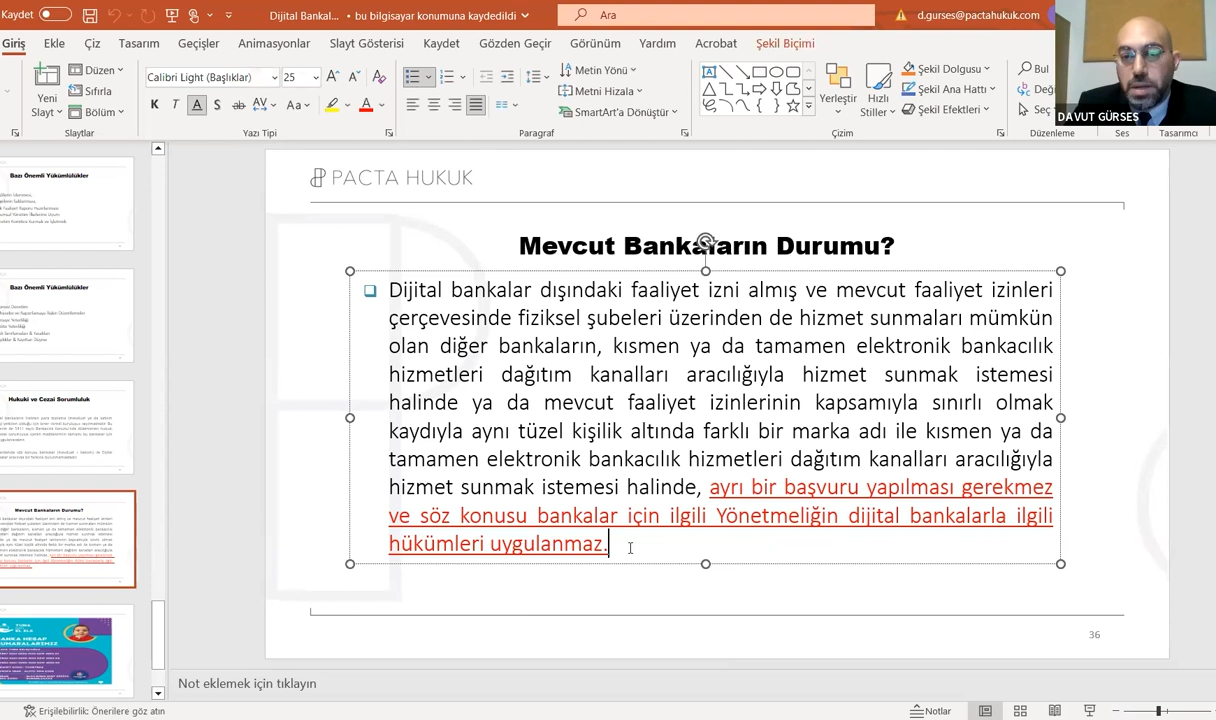 Kaydet
Dijital Bankal... • bu bilgisayar konumuna kaydedildi
Ara
d.gurses@pactahukuk.com
Giriş Ekle Çiz Tasarım Geçişler Animasyonlar Slayt Gösterisi Kaydet Gözden Geçir Görünüm Yardım Acrobat Şekil Biçimi
Yeni
Slayt
Düzen
Sıfırla
Bölüm
Slaytlar
Calibri Light (Başlıklar)
25
Yazı Tipi
Metin Yönü
Metni Hizala
SmartArt'a Dönüştür
Paragraf
Yerleştir
Hızlı
Stiller
Şekil Dolgusu
Şekil Ana Hattı
Şekil Efektleri
Çizim
Bul
Seç
Düzenleme
Ses
Tasarımcı
DAVUT GÜRSES
Bazı Önemli Yükümlülükler
Bazı Önemli Yükümlülükler
Hukuki ve Cezai Sorumluluk
Mevcut Bankaların Durumu?
PACTA HUKUK
Mevcut Bankaların Durumu?
Dijital bankalar dışındaki faaliyet izni almış ve mevcut faaliyet izinleri
çerçevesinde fiziksel şubeleri üzerinden de hizmet sunmaları mümkün
olan diğer bankaların, kısmen ya da tamamen elektronik bankacılık
hizmetleri dağıtım kanalları aracılığıyla hizmet sunmak istemesi
halinde ya da mevcut faaliyet izinlerinin kapsamıyla sınırlı olmak
kaydıyla aynı tüzel kişilik altında farklı bir marka adı ile kısmen ya da
tamamen elektronik bankacılık hizmetleri dağıtım kanalları aracılığıyla
hizmet sunmak istemesi halinde, ayrı bir başvuru yapılması gerekmez
ve söz konusu bankalar için ilgili Yönetmeliğin dijital bankalarla ilgili
hükümleri uygulanmaz.
36
Not eklemek için tıklayın
Erişilebilirlik: Önerilere göz atın
Notlar